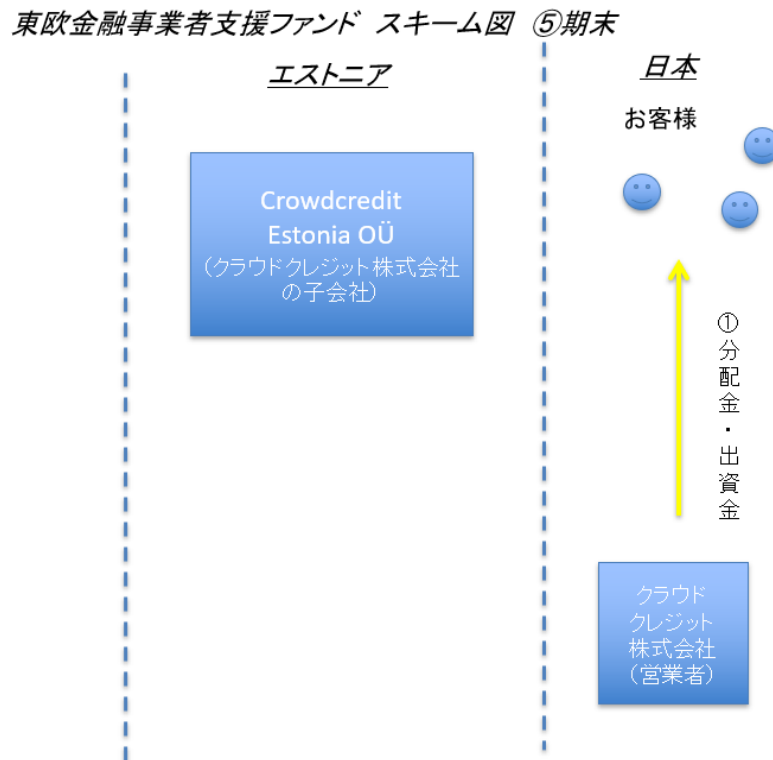 東欧金融事業者支援ファンド スキーム図 ⑤期末
エストニア
日本
お客様
Crowdcredit
Estonia OÜ
（クラウドクレジット株式会社
の子会社）
①分配金・出資金
クラウド
クレジット
株式会社
（営業者）